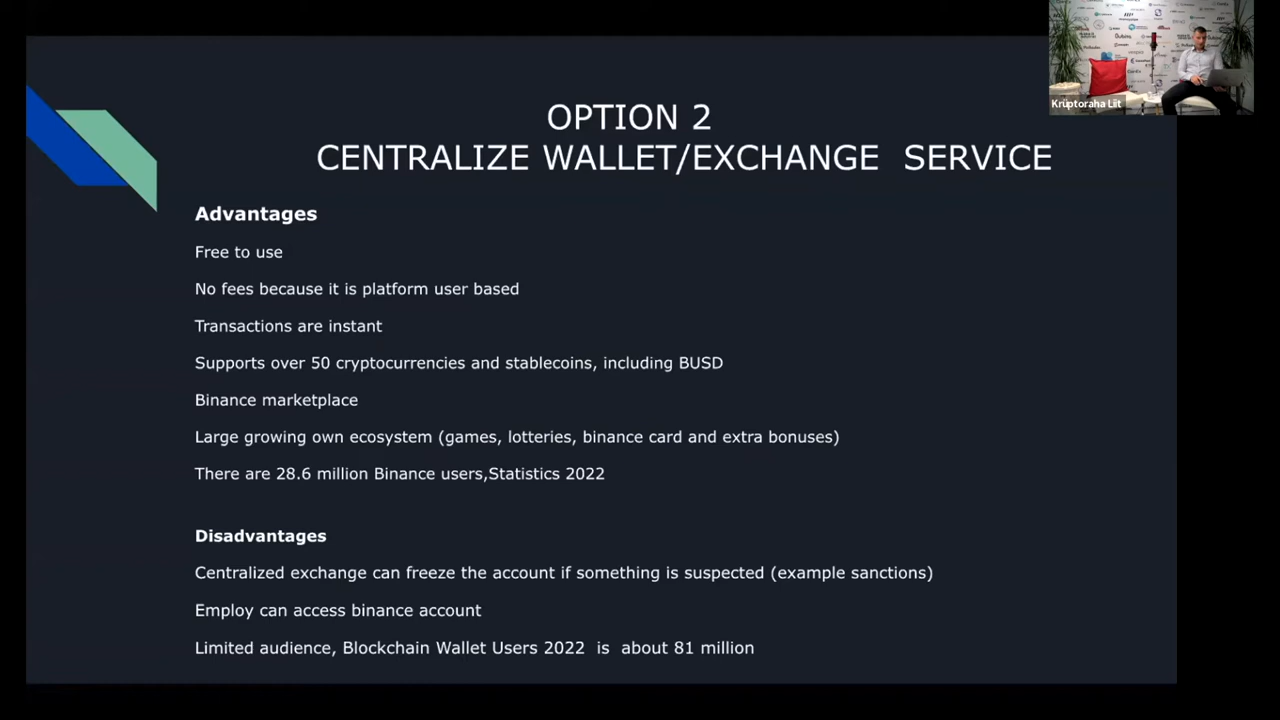 OPTION 2
CENTRALIZE WALLET/EXCHANGE SERVICE
Krüptoraha Liit
Advantages
Free to use
No fees because it is platform user based
Transactions are instant
Supports over 50 cryptocurrencies and stablecoins, including BUSD
Binance marketplace
Large growing own ecosystem (games, lotteries, binance card and extra bonuses)
There are 28.6 million Binance users,Statistics 2022
Disadvantages
Centralized exchange can freeze the account if something is suspected (example sanctions)
Employ can access binance account
Limited audience, Blockchain Wallet Users 2022 is about 81 million